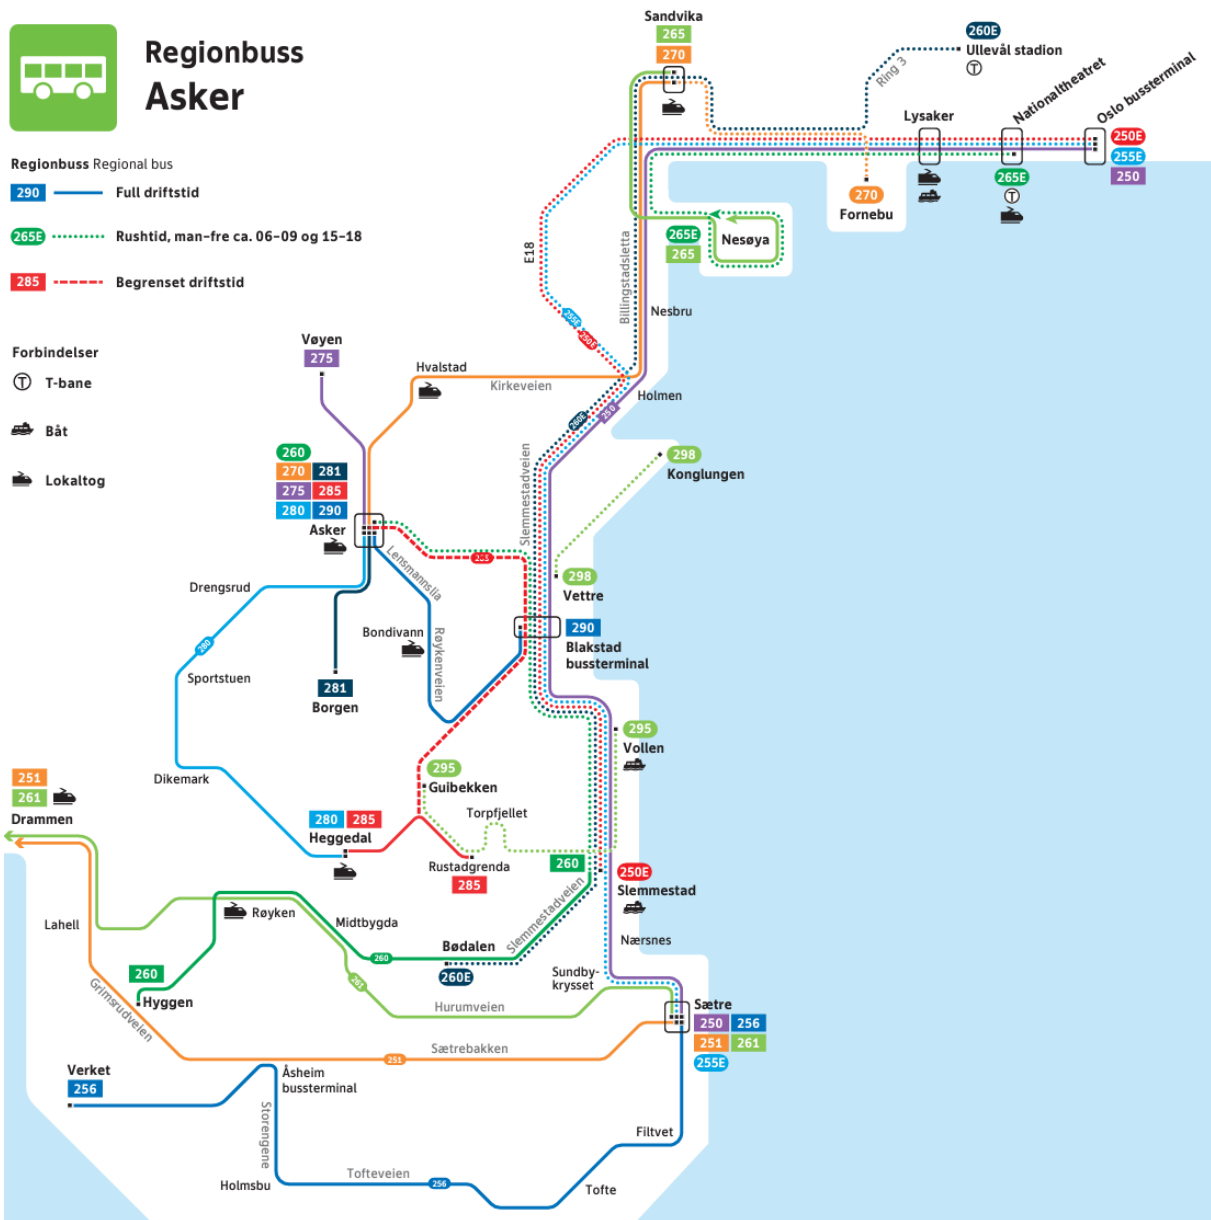 Regionbuss
Asker
Regionbuss Regional bus
290 Full driftstid
265E Rushtid, man-fre ca. 06-09 og 15-18
285 Begrenset driftstid
Forbindelser
T T-bane
Båt
Lokaltog
Sandvika
265
270
260E
Ullevål stadion
T
Ring 3
Lysaker
Nationaltheatret
Oslo bussterminal
250E
255E
250
265E
T
270
Fornebu
265E
265
Nesøya
E18
Billingstadsletta
Nesbru
255E
250E
Vøyen
275
Hvalstad
Kirkeveien
Holmen
260E
250
Slemmestadveien
298
Konglungen
260
270 281
275 285
280 290
Asker
Lensmannslia
285
298
Vettre
Drengsrud
280
Bondivann
Røykenveien
290
Blakstad
bussterminal
Sportstuen
281
Borgen
295
Vollen
Dikemark
295
Guibekken
Torpfjellet
251
261
Drammen
280 285
Heggedal
Rustadgrenda
285
260
250E
Slemmestad
Slemmestadveien
Nærsnes
Lahell
Røyken
Midtbygda
260
Bødalen
260E
261
260
Hyggen
Grimsrudveien
Hurumveien
Sundby-
krysset
Sætre
250 256
251 261
255E
Sætrebakken
251
Verket
256
Åsheim
bussterminal
Storengene
Filtvet
Holmsbu
Tofteveien
256
Tofte